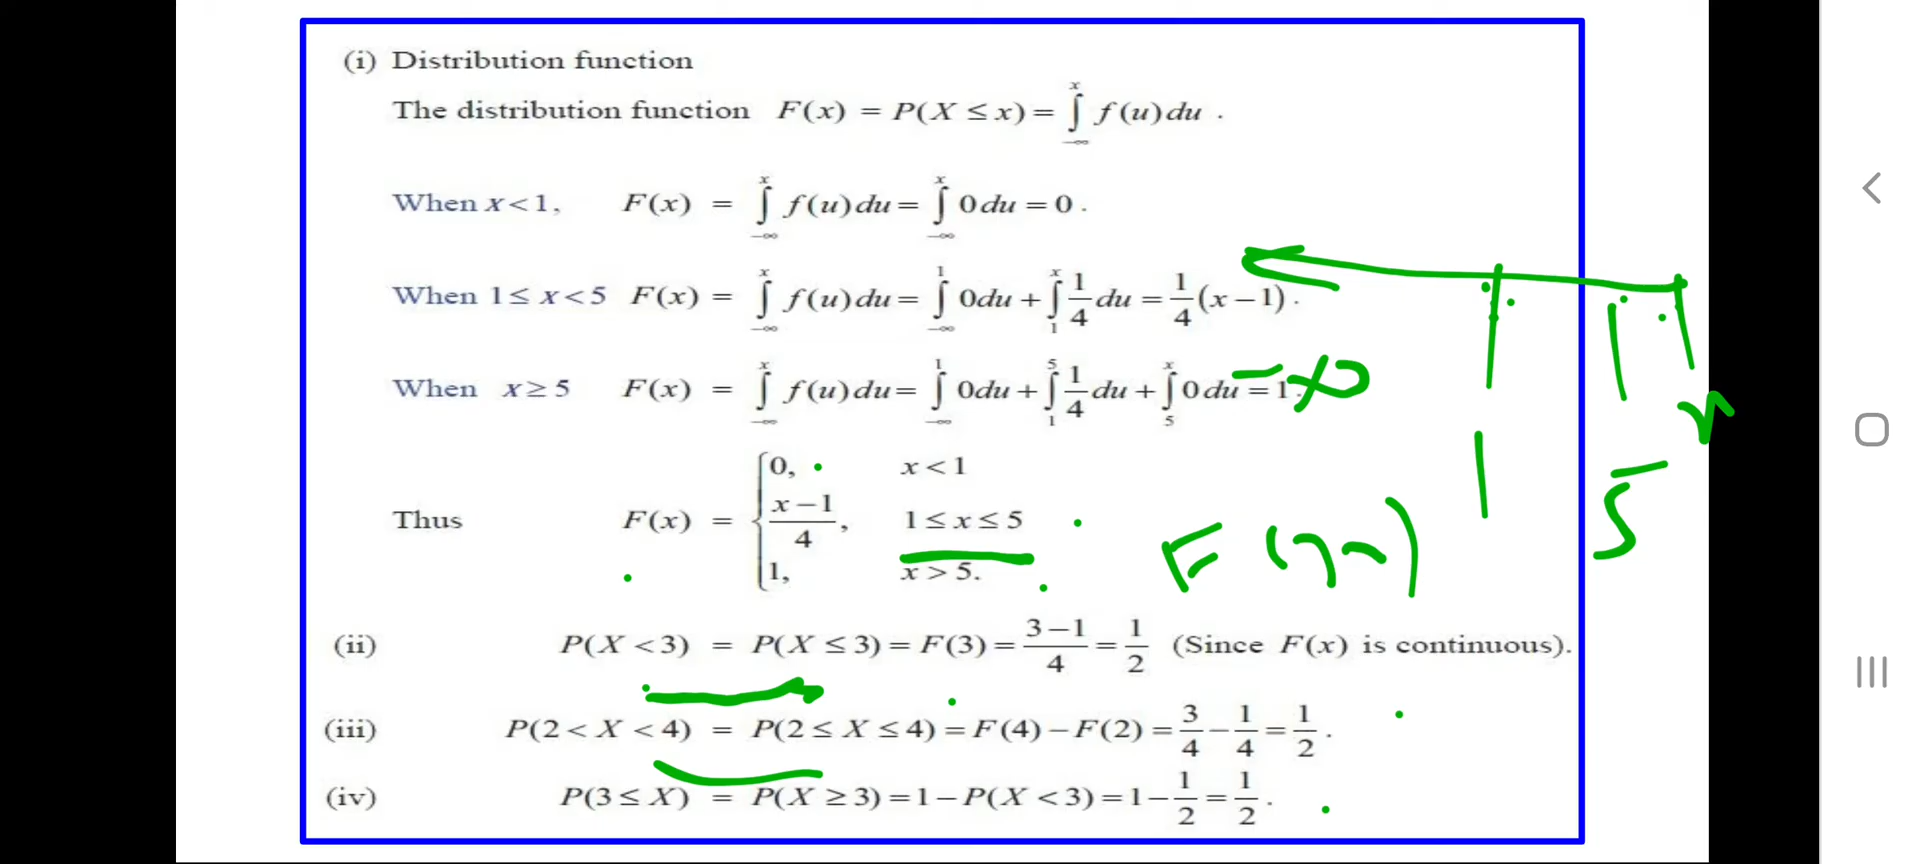 (i) Distribution function
The distribution function F(x) = P(X ≤ x) = ∫_{−∞}^{x} f(u) du .
When x < 1, F(x) = ∫_{−∞}^{x} f(u) du = ∫_{−∞}^{x} 0 du = 0 .
When 1 ≤ x < 5 F(x) = ∫_{−∞}^{x} f(u) du = ∫_{−∞}^{1} 0du + ∫_{1}^{x} 1/4 du = 1/4 (x − 1) .
When x ≥ 5 F(x) = ∫_{−∞}^{x} f(u) du = ∫_{−∞}^{1} 0du + ∫_{1}^{5} 1/4 du + ∫_{5}^{x} 0 du = 1 .
−∞
1 5
Thus F(x) = { 0, x < 1
(x − 1)/4, 1 ≤ x ≤ 5
1, x > 5.
(ii) P(X < 3) = P(X ≤ 3) = F(3) = (3 − 1)/4 = 1/2 (Since F(x) is continuous).
(iii) P(2 < X < 4) = P(2 ≤ X ≤ 4) = F(4) − F(2) = 3/4 − 1/4 = 1/2 .
(iv) P(3 ≤ X) = P(X ≥ 3) = 1 − P(X < 3) = 1 − 1/2 = 1/2 .